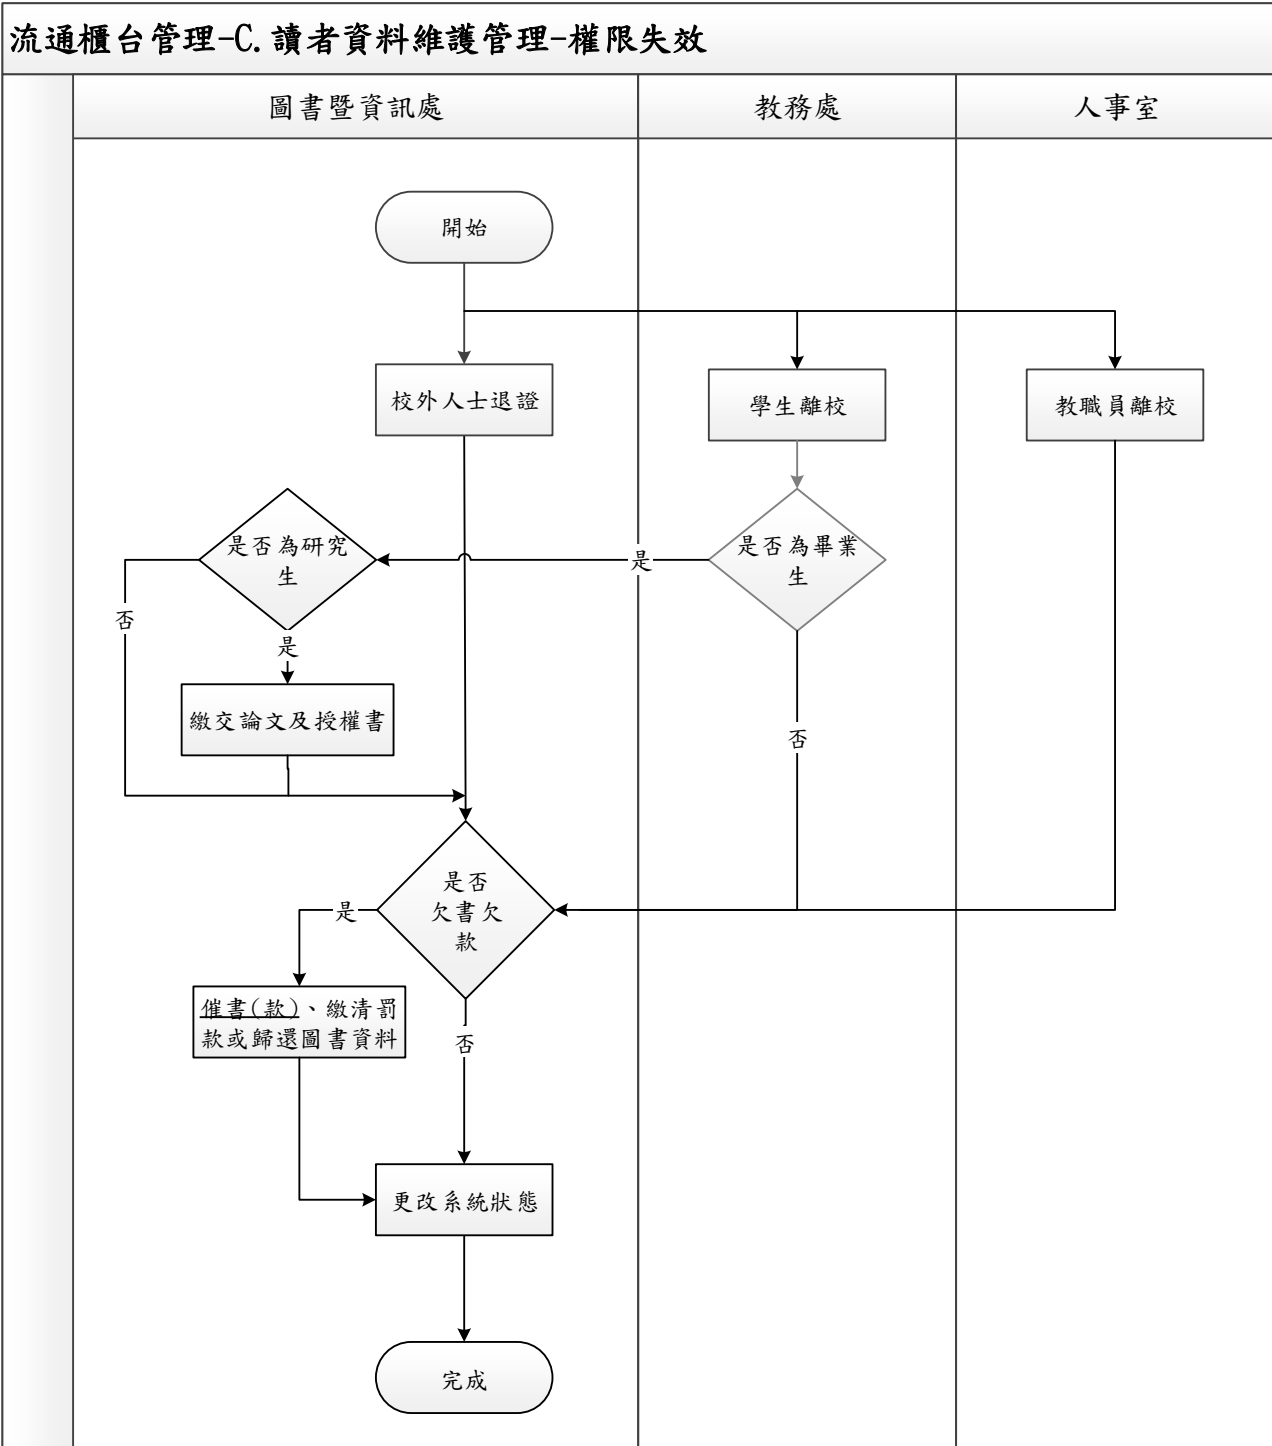 流通櫃台管理-C.讀者資料維護管理-權限失效
圖書暨資訊處
教務處
人事室
開始
校外人士退證
學生離校
教職員離校
是否為研究
生
是
是否為畢業
生
否
是
繳交論文及授權書
否
是否
欠書欠
款
是
催書(款)、繳清罰
款或歸還圖書資料
否
更改系統狀態
完成